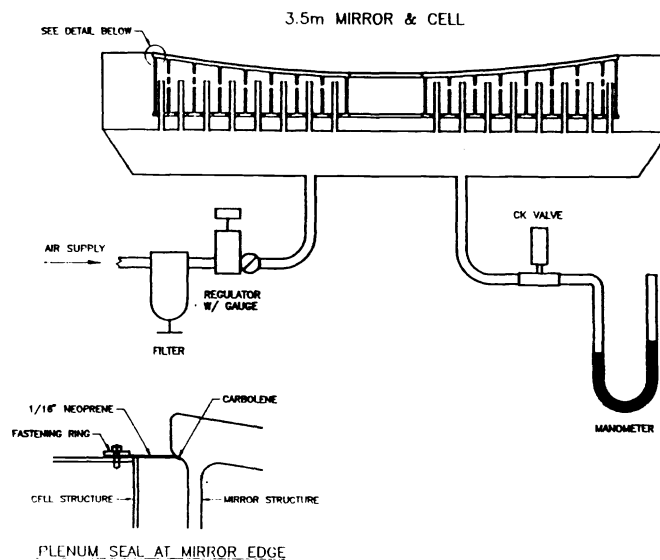 3.5m MIRROR & CELL
SEE DETAIL BELOW
CK VALVE
AIR SUPPLY
REGULATOR
W/ GAUGE
FILTER
MANOMETER
1/16" NEOPRENE
CARBOLENE
FASTENING RING
CELL STRUCTURE
MIRROR STRUCTURE
PLENUM SEAL AT MIRROR EDGE